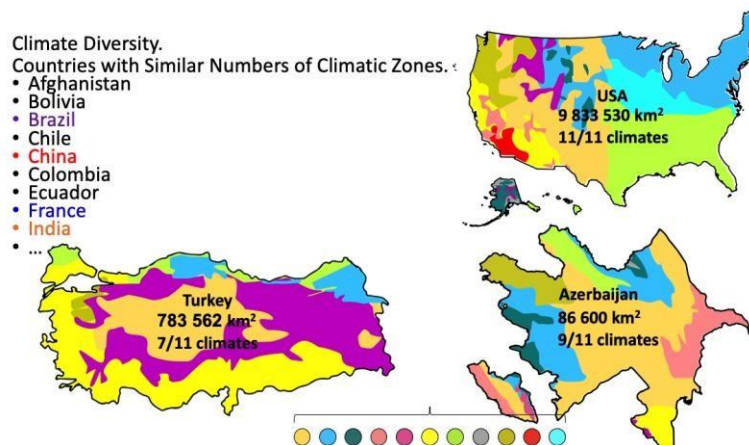 Climate Diversity.
Countries with Similar Numbers of Climatic Zones.
• Afghanistan
• Bolivia
• Brazil
• Chile
• China
• Colombia
• Ecuador
• France
• India
• ...
USA
9 833 530 km²
11/11 climates
Turkey
783 562 km²
7/11 climates
Azerbaijan
86 600 km²
9/11 climates